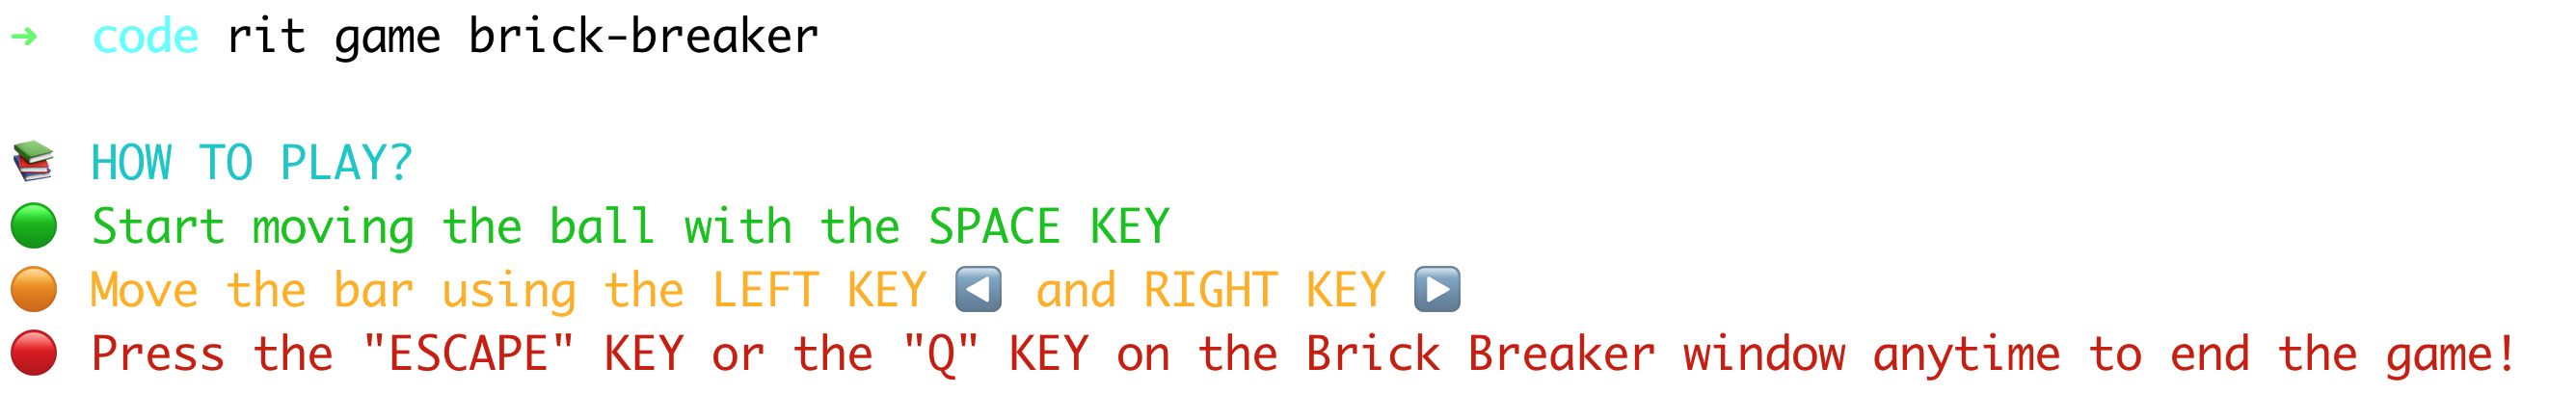 ➜ code rit game brick-breaker
📚 HOW TO PLAY?
🟢 Start moving the ball with the SPACE KEY
🟠 Move the bar using the LEFT KEY ◀️ and RIGHT KEY ▶️
🔴 Press the "ESCAPE" KEY or the "Q" KEY on the Brick Breaker window anytime to end the game!